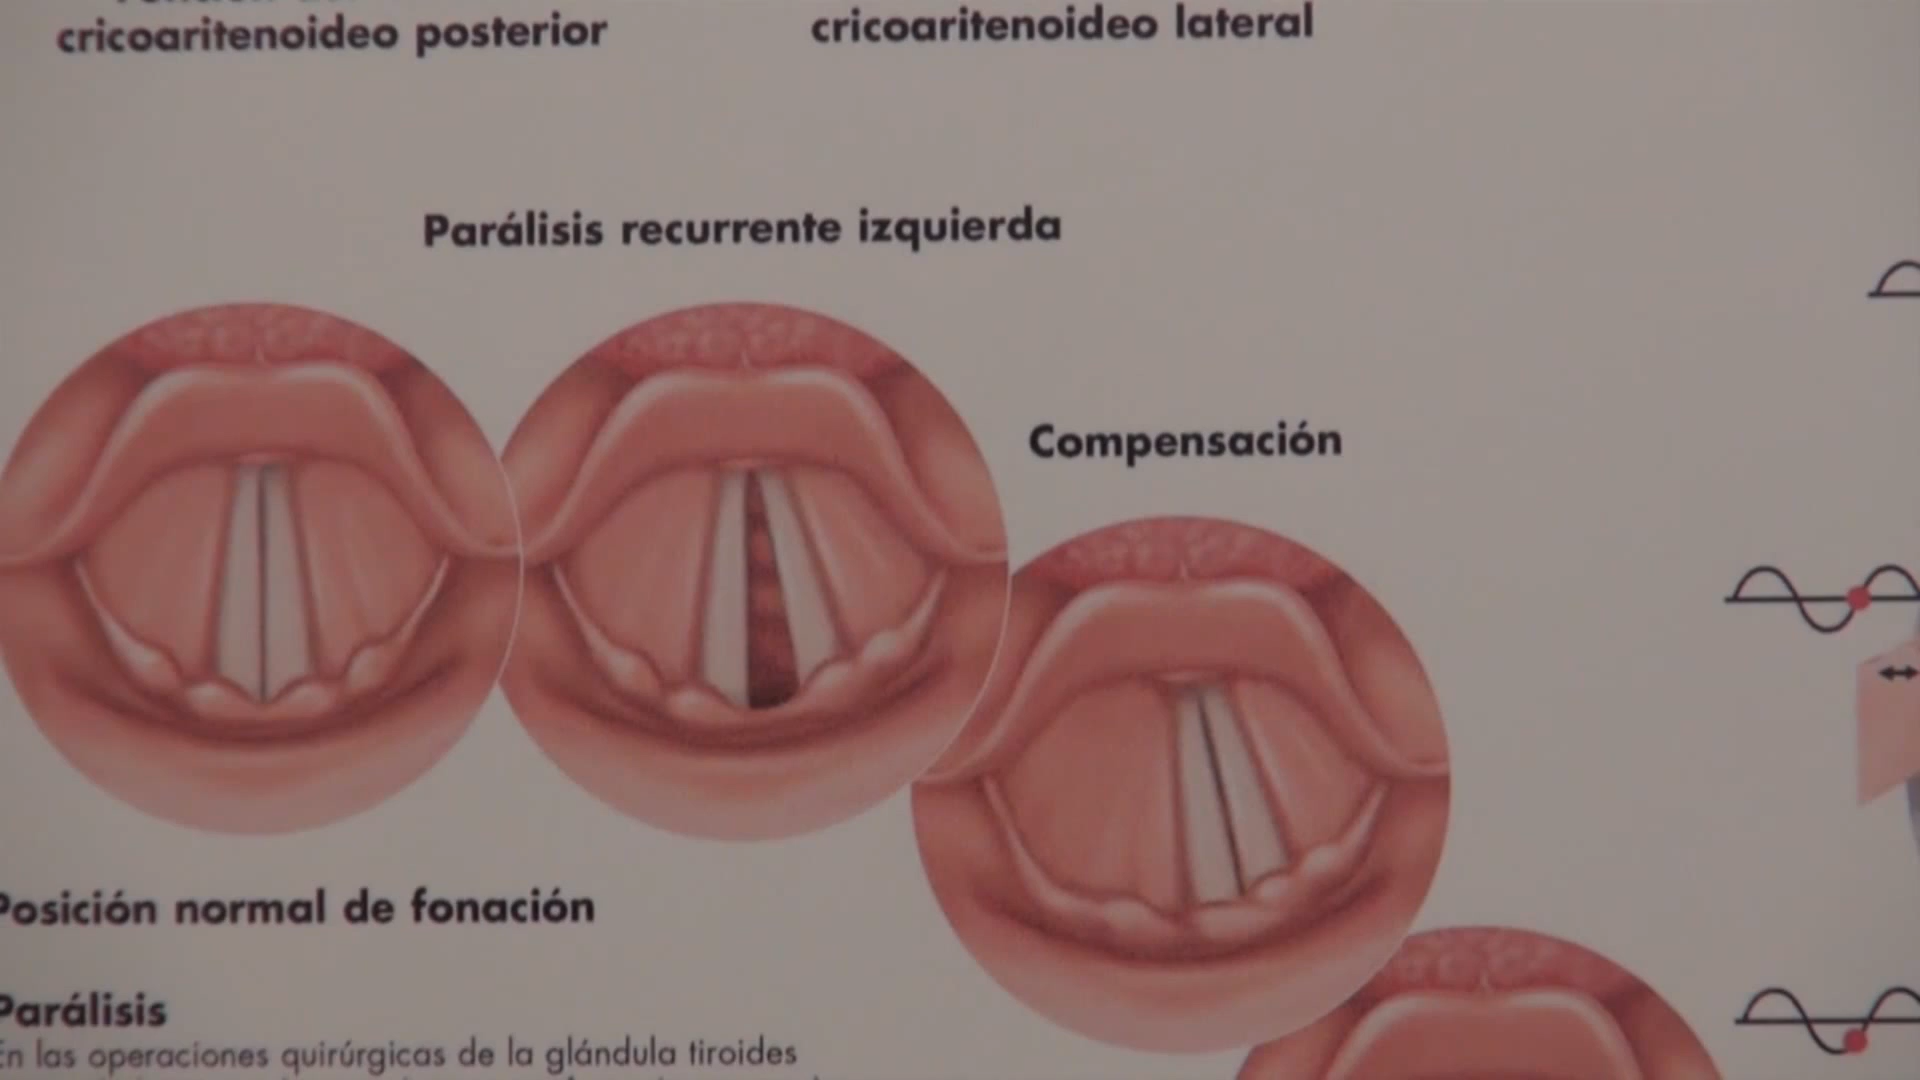 cricoaritenoideo posterior
cricoaritenoideo lateral
Parálisis recurrente izquierda
Compensación
Posición normal de fonación
Parálisis
En las operaciones quirúrgicas de la glándula tiroides